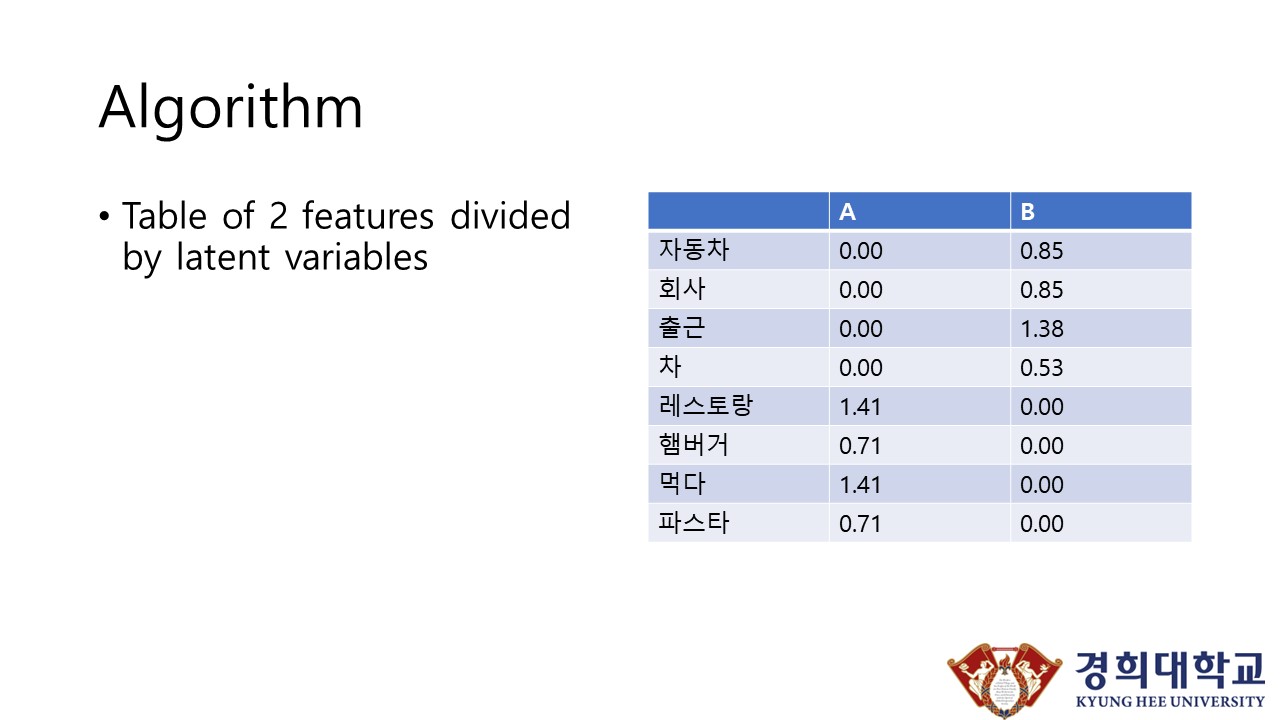 Algorithm
• Table of 2 features divided
by latent variables
A B
자동차 0.00 0.85
회사 0.00 0.85
출근 0.00 1.38
차 0.00 0.53
레스토랑 1.41 0.00
햄버거 0.71 0.00
먹다 1.41 0.00
파스타 0.71 0.00
경희대학교
KYUNG HEE UNIVERSITY